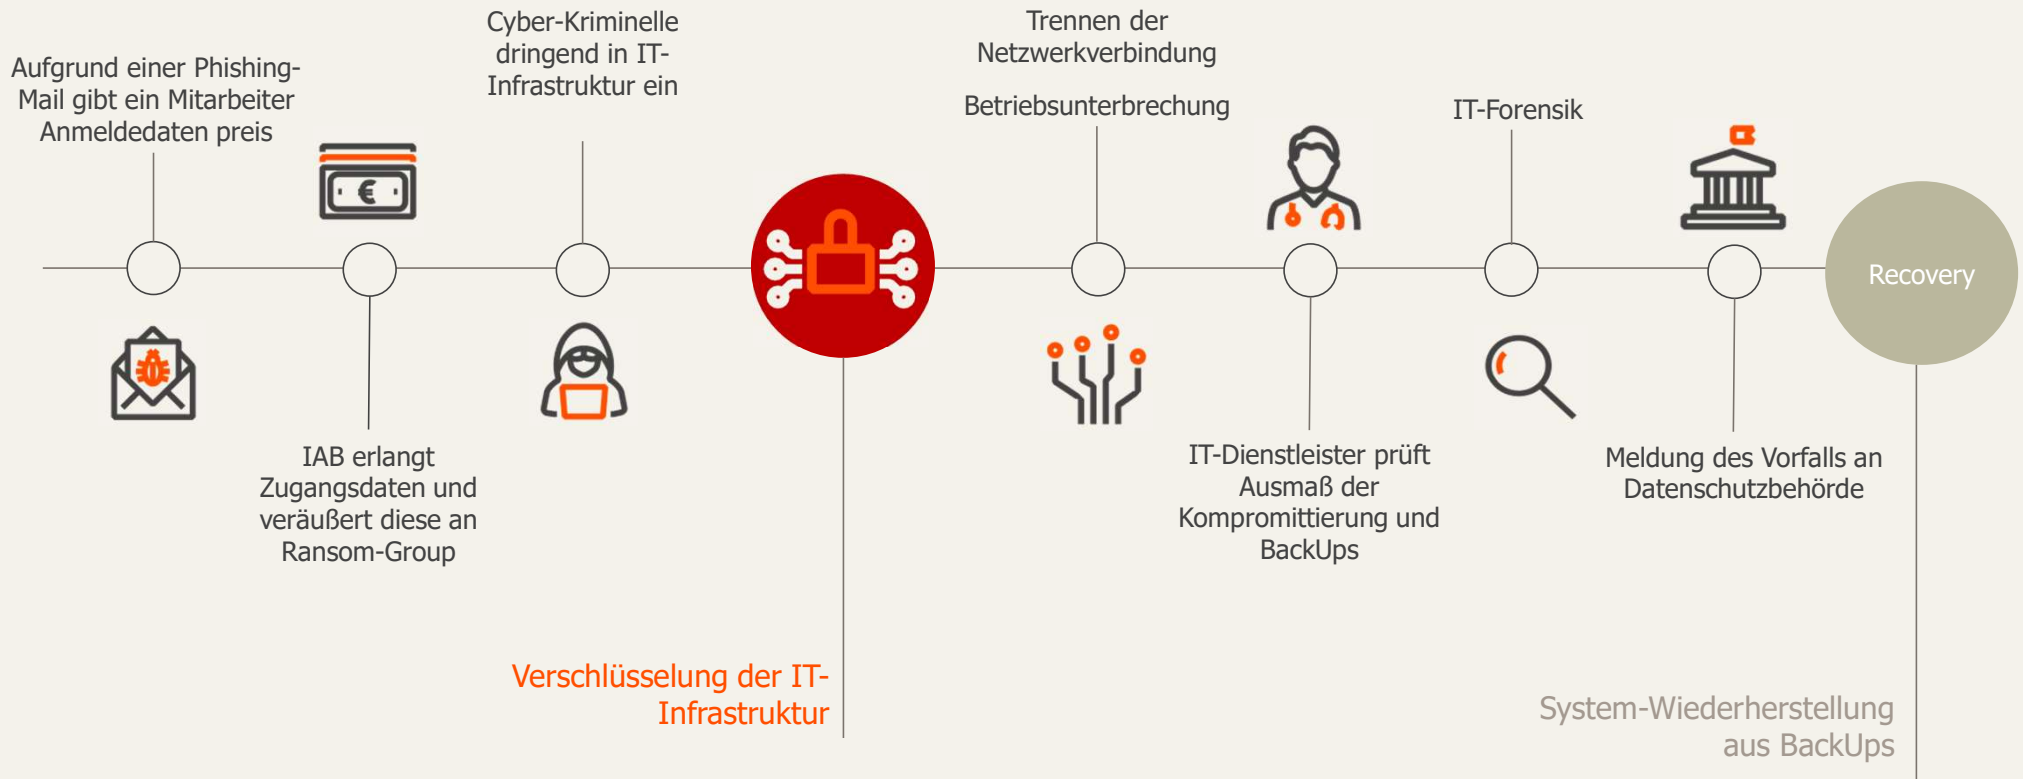 Aufgrund einer Phishing-
Mail gibt ein Mitarbeiter
Anmeldedaten preis
IAB erlangt
Zugangsdaten und
veräußert diese an
Ransom-Group
Cyber-Kriminelle
dringend in IT-
Infrastruktur ein
Verschlüsselung der IT-
Infrastruktur
Trennen der
Netzwerkverbindung
Betriebsunterbrechung
IT-Dienstleister prüft
Ausmaß der
Kompromittierung und
BackUps
IT-Forensik
Meldung des Vorfalls an
Datenschutzbehörde
Recovery
System-Wiederherstellung
aus BackUps